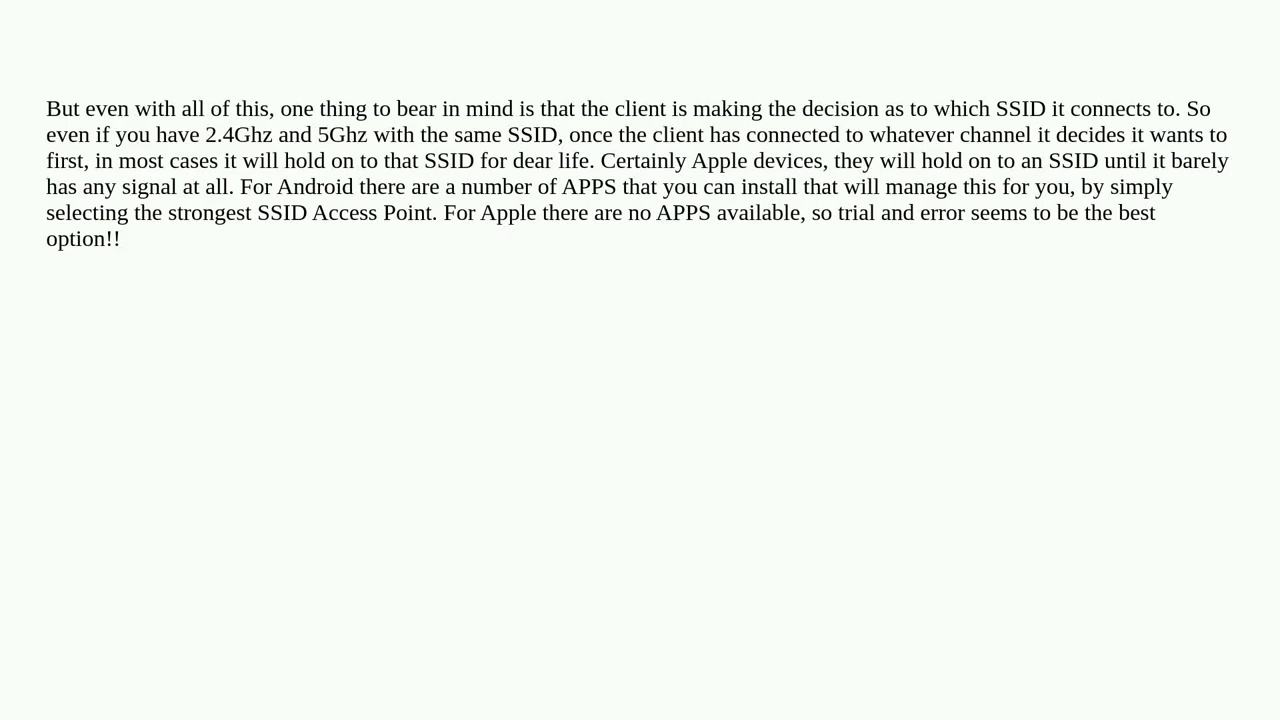 But even with all of this, one thing to bear in mind is that the client is making the decision as to which SSID it connects to. So
even if you have 2.4Ghz and 5Ghz with the same SSID, once the client has connected to whatever channel it decides it wants to
first, in most cases it will hold on to that SSID for dear life. Certainly Apple devices, they will hold on to an SSID until it barely
has any signal at all. For Android there are a number of APPS that you can install that will manage this for you, by simply
selecting the strongest SSID Access Point. For Apple there are no APPS available, so trial and error seems to be the best
option!!